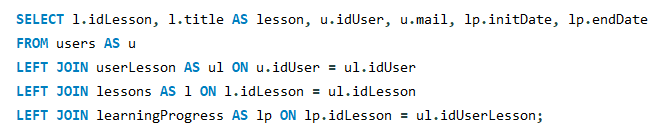 SELECT l.idLesson, l.title AS lesson, u.idUser, u.mail, lp.initDate, lp.endDate
FROM users AS u
LEFT JOIN userLesson AS ul ON u.idUser = ul.idUser
LEFT JOIN lessons AS l ON l.idLesson = ul.idLesson
LEFT JOIN learningProgress AS lp ON lp.idLesson = ul.idUserLesson;